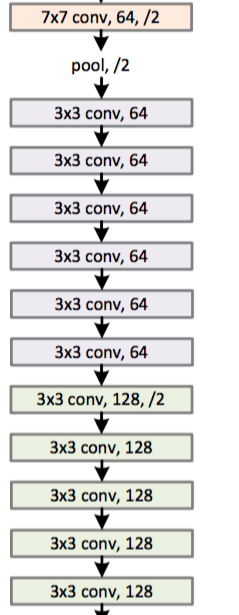 7x7 conv, 64, /2
pool, /2
3x3 conv, 64
3x3 conv, 64
3x3 conv, 64
3x3 conv, 64
3x3 conv, 64
3x3 conv, 64
3x3 conv, 128, /2
3x3 conv, 128
3x3 conv, 128
3x3 conv, 128
3x3 conv, 128